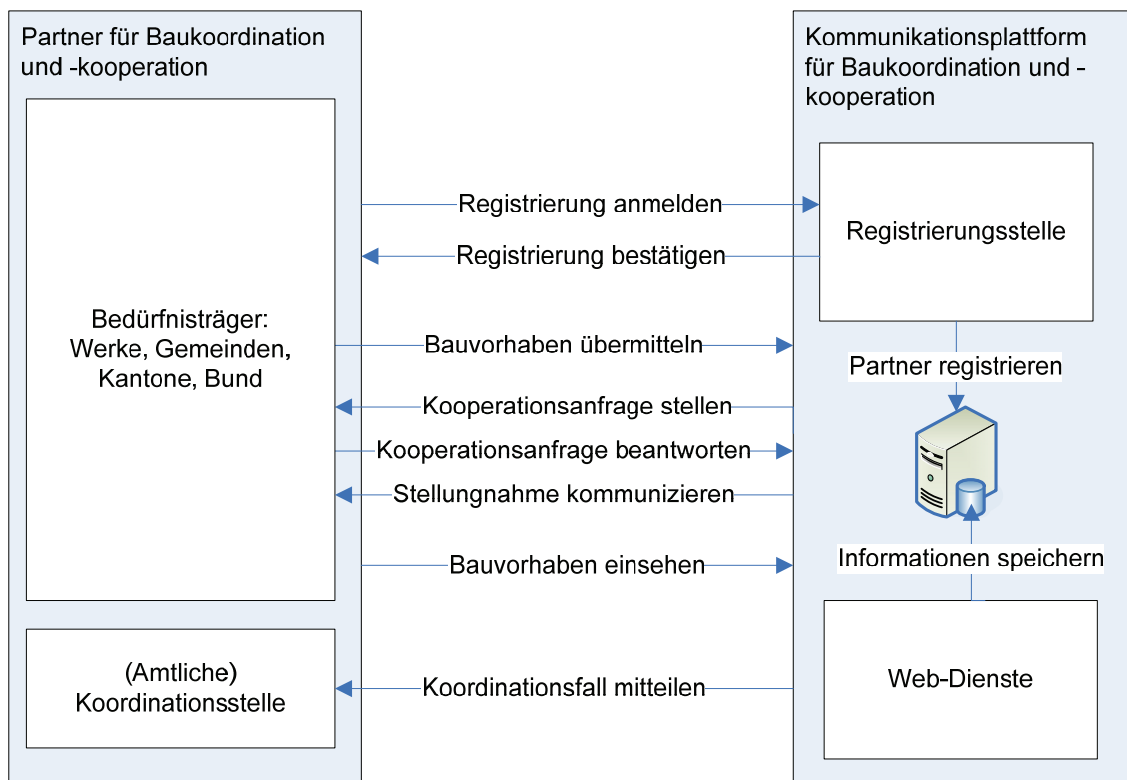 Partner für Baukoordination
und -kooperation
Bedürfnisträger:
Werke, Gemeinden,
Kantone, Bund
(Amtliche)
Koordinationsstelle
Registrierung anmelden
Registrierung bestätigen
Bauvorhaben übermitteln
Kooperationsanfrage stellen
Kooperationsanfrage beantworten
Stellungnahme kommunizieren
Bauvorhaben einsehen
Koordinationsfall mitteilen
Kommunikationsplattform
für Baukoordination und -
kooperation
Registrierungsstelle
Partner registrieren
Informationen speichern
Web-Dienste